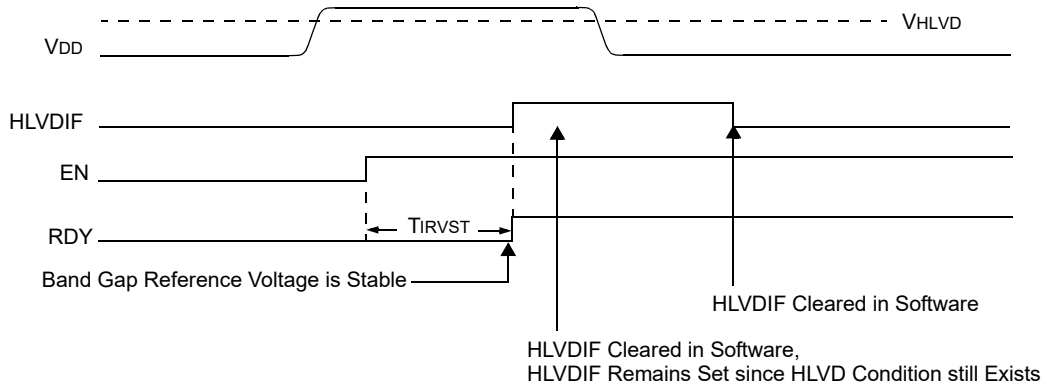 VHLVD
VDD
HLVDIF
EN
TIRVST
RDY
Band Gap Reference Voltage is Stable
HLVDIF Cleared in Software
HLVDIF Cleared in Software,
HLVDIF Remains Set since HLVD Condition still Exists